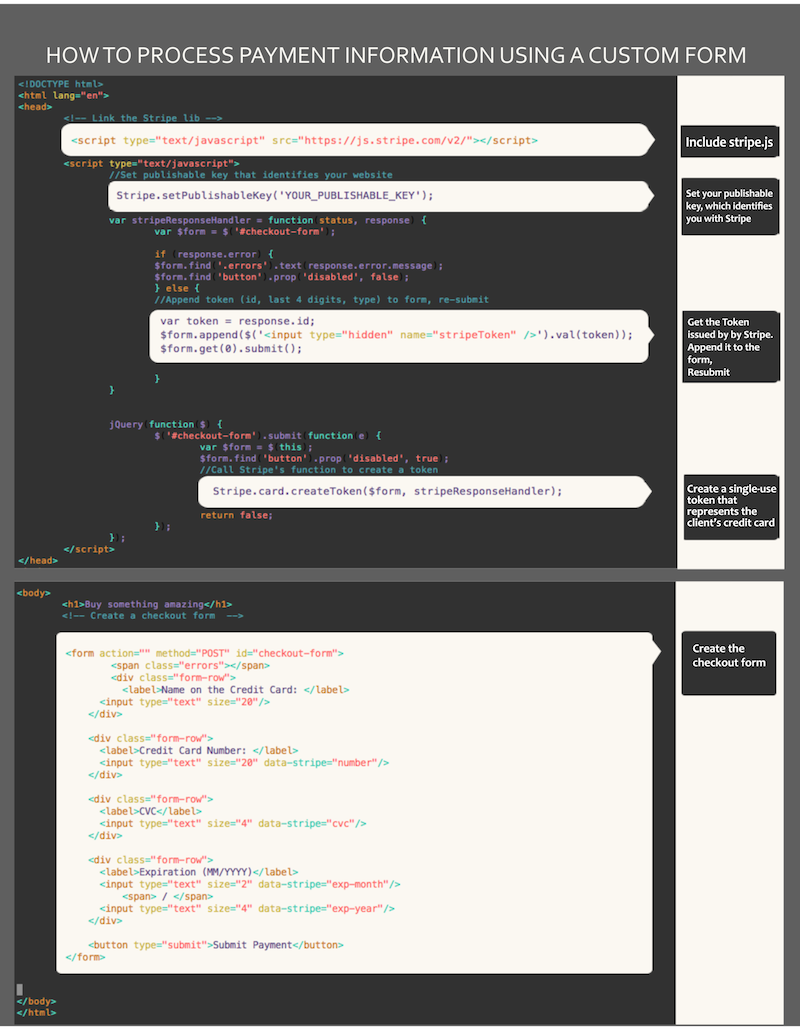 HOW TO PROCESS PAYMENT INFORMATION USING A CUSTOM FORM
<!DOCTYPE html>
<html lang="en">
<head>
<!-- Link the Stripe lib -->
<script type="text/javascript" src="https://js.stripe.com/v2/"></script>
Include stripe.js
<script type="text/javascript">
//Set publishable key that identifies your website
Stripe.setPublishableKey('YOUR_PUBLISHABLE_KEY');
Set your publishable
key, which identifies
you with Stripe
var stripeResponseHandler = function(status, response) {
var $form = $('#checkout-form');
if (response.error) {
$form.find('.errors').text(response.error.message);
$form.find('button').prop('disabled', false);
} else {
//Append token (id, last 4 digits, type) to form, re-submit
var token = response.id;
$form.append($('<input type="hidden" name="stripeToken" />').val(token));
$form.get(0).submit();
Get the Token
issued by by Stripe.
Append it to the
form,
Resubmit
}
}
jQuery(function($) {
$('#checkout-form').submit(function(e) {
var $form = $(this);
$form.find('button').prop('disabled', true);
//Call Stripe's function to create a token
Stripe.card.createToken($form, stripeResponseHandler);
Create a single-use
token that
represents the
client's credit card
return false;
});
});
</script>
</head>
<body>
<h1>Buy something amazing</h1>
<!-- Create a checkout form  -->
<form action="" method="POST" id="checkout-form">
<span class="errors"></span>
<div class="form-row">
<label>Name on the Credit Card: </label>
<input type="text" size="20"/>
</div>
<div class="form-row">
<label>Credit Card Number: </label>
<input type="text" size="20" data-stripe="number"/>
</div>
<div class="form-row">
<label>CVC</label>
<input type="text" size="4" data-stripe="cvc"/>
</div>
<div class="form-row">
<label>Expiration (MM/YYYY)</label>
<input type="text" size="2" data-stripe="exp-month"/>
<span> / </span>
<input type="text" size="4" data-stripe="exp-year"/>
</div>
<button type="submit">Submit Payment</button>
</form>
Create the
checkout form
</body>
</html>